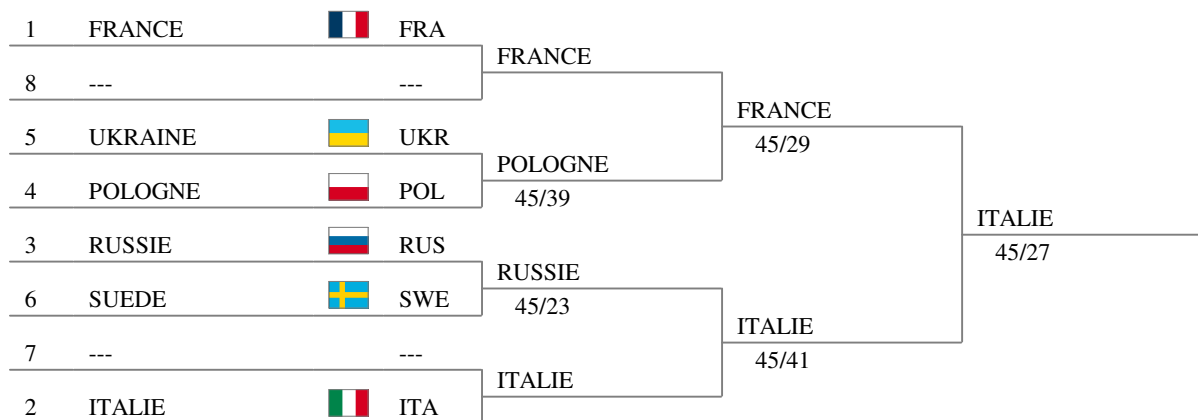 1 FRANCE FRA
FRANCE
8 --- ---
FRANCE
45/29
5 UKRAINE UKR
POLOGNE
45/39
4 POLOGNE POL
ITALIE
45/27
3 RUSSIE RUS
RUSSIE
45/23
6 SUEDE SWE
ITALIE
45/41
7 --- ---
ITALIE
2 ITALIE ITA